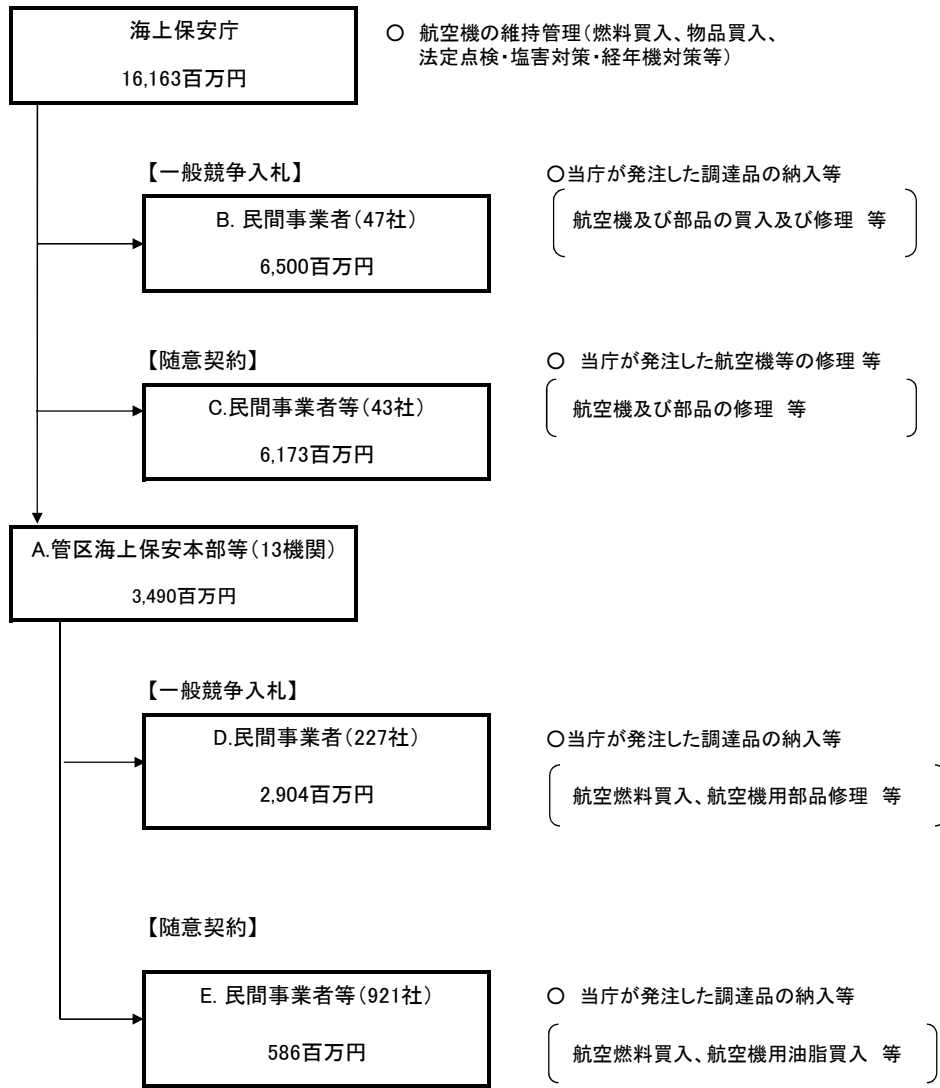 海上保安庁
16,163百万円
○ 航空機の維持管理(燃料買入、物品買入、
法定点検・塩害対策・経年機対策等)
【一般競争入札】
○当庁が発注した調達品の納入等
B. 民間事業者(47社)
6,500百万円
航空機及び部品の買入及び修理 等
【随意契約】
○ 当庁が発注した航空機等の修理 等
C.民間事業者等(43社)
6,173百万円
航空機及び部品の修理 等
A.管区海上保安本部等(13機関)
3,490百万円
【一般競争入札】
D.民間事業者(227社)
2,904百万円
○当庁が発注した調達品の納入等
航空燃料買入、航空機用部品修理 等
【随意契約】
E. 民間事業者等(921社)
586百万円
○ 当庁が発注した調達品の納入等
航空燃料買入、航空機用油脂買入 等